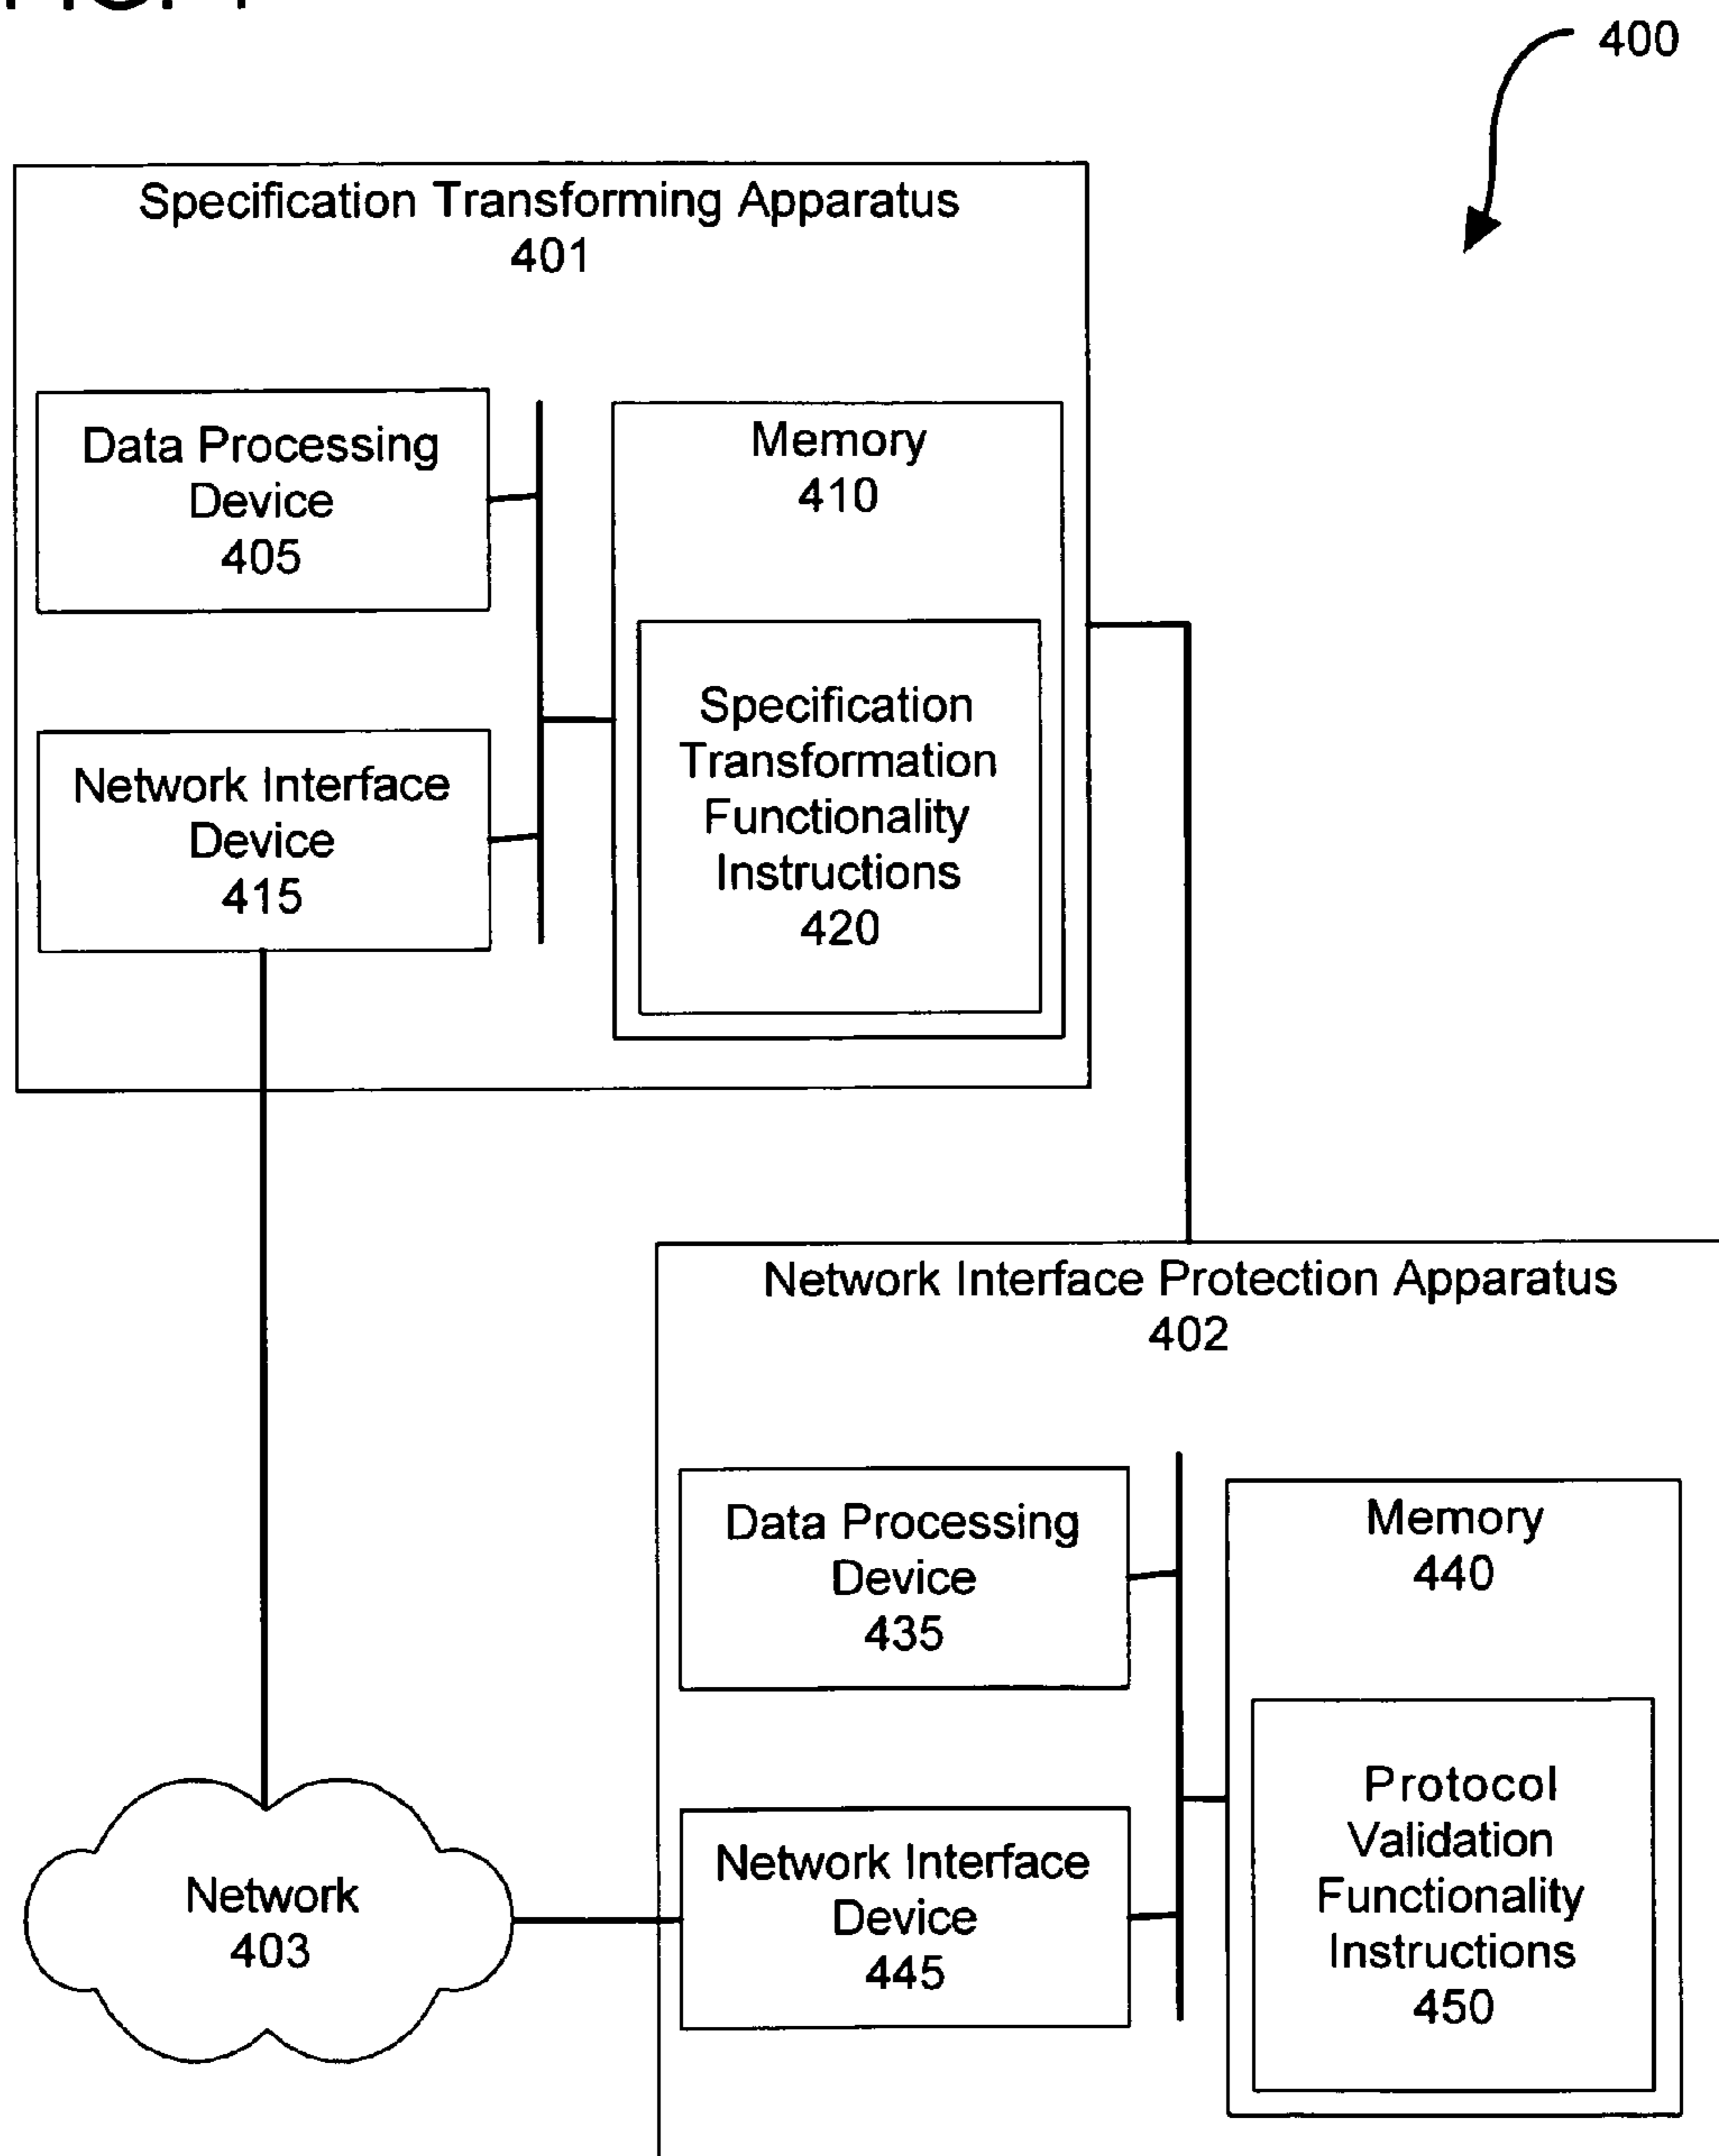 400
Specification Transforming Apparatus
401
Data Processing
Device
405
Memory
410
Specification
Transformation
Functionality
Instructions
420
Network Interface
Device
415
Network Interface Protection Apparatus
402
Data Processing
Device
435
Memory
440
Protocol
Validation
Functionality
Instructions
450
Network Interface
Device
445
Network
403